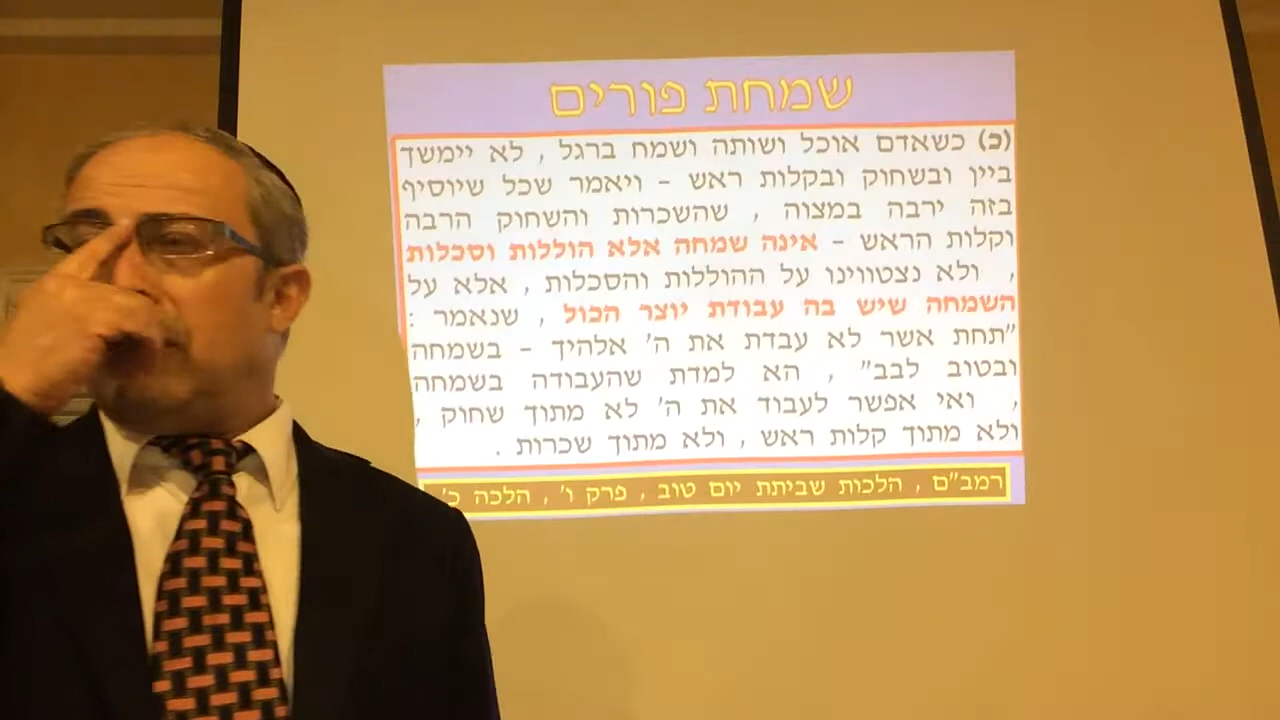 שמחת פורים
(כ) כשאדם אוכל ושותה ושמח ברגל , לא יימשך
ביין ובשחוק ובקלות ראש – ויאמר שכל שיוסיף
בזה ירבה במצוה , שהשכרות והשחוק הרבה
וקלות הראש – אינה שמחה אלא הוללות וסכלות
, ולא נצטווינו על ההוללות והסכלות , אלא על
השמחה שיש בה עבודת יוצר הכול , שנאמר :
"תחת אשר לא עבדת את ה' אלהיך – בשמחה
ובטוב לבב" , הא למדת שהעבודה בשמחה
, ואי אפשר לעבוד את ה' לא מתוך שחוק ,
ולא מתוך קלות ראש , ולא מתוך שכרות .
רמב"ם , הלכות שביתת יום טוב , פרק ו' , הלכה כ'